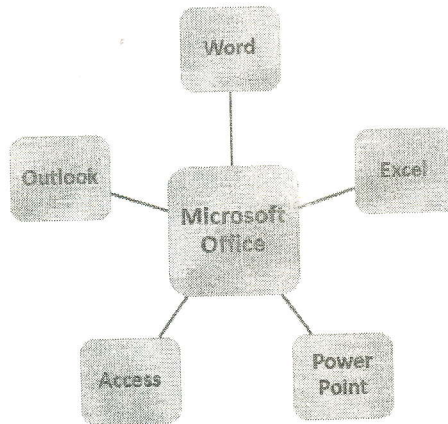 Word
Outlook
Excel
Microsoft
Office
Access
Power
Point